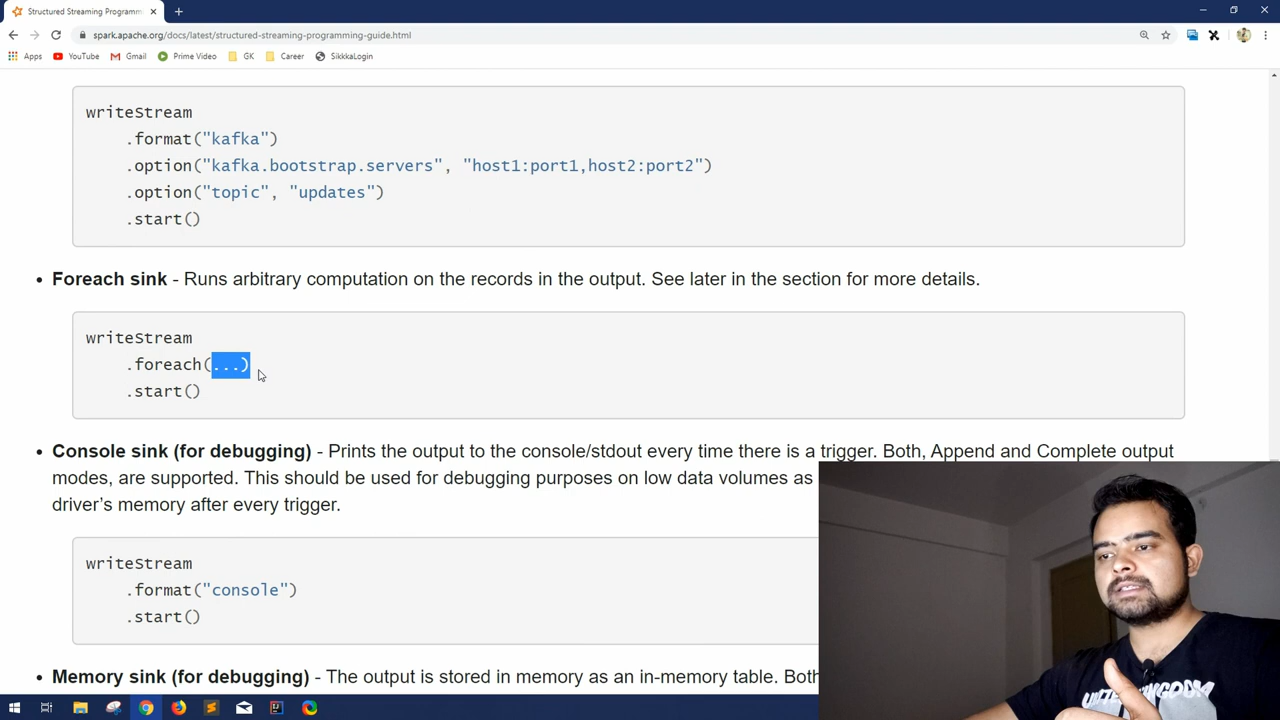 Structured Streaming Programm
spark.apache.org/docs/latest/structured-streaming-programming-guide.html
Apps YouTube Gmail Prime Video GK Career SikkkaLogin
writeStream
.format("kafka")
.option("kafka.bootstrap.servers", "host1:port1,host2:port2")
.option("topic", "updates")
.start()
• Foreach sink - Runs arbitrary computation on the records in the output. See later in the section for more details.
writeStream
.foreach(...)
.start()
• Console sink (for debugging) - Prints the output to the console/stdout every time there is a trigger. Both, Append and Complete output
modes, are supported. This should be used for debugging purposes on low data volumes as
driver’s memory after every trigger.
writeStream
.format("console")
.start()
• Memory sink (for debugging) - The output is stored in memory as an in-memory table. Both